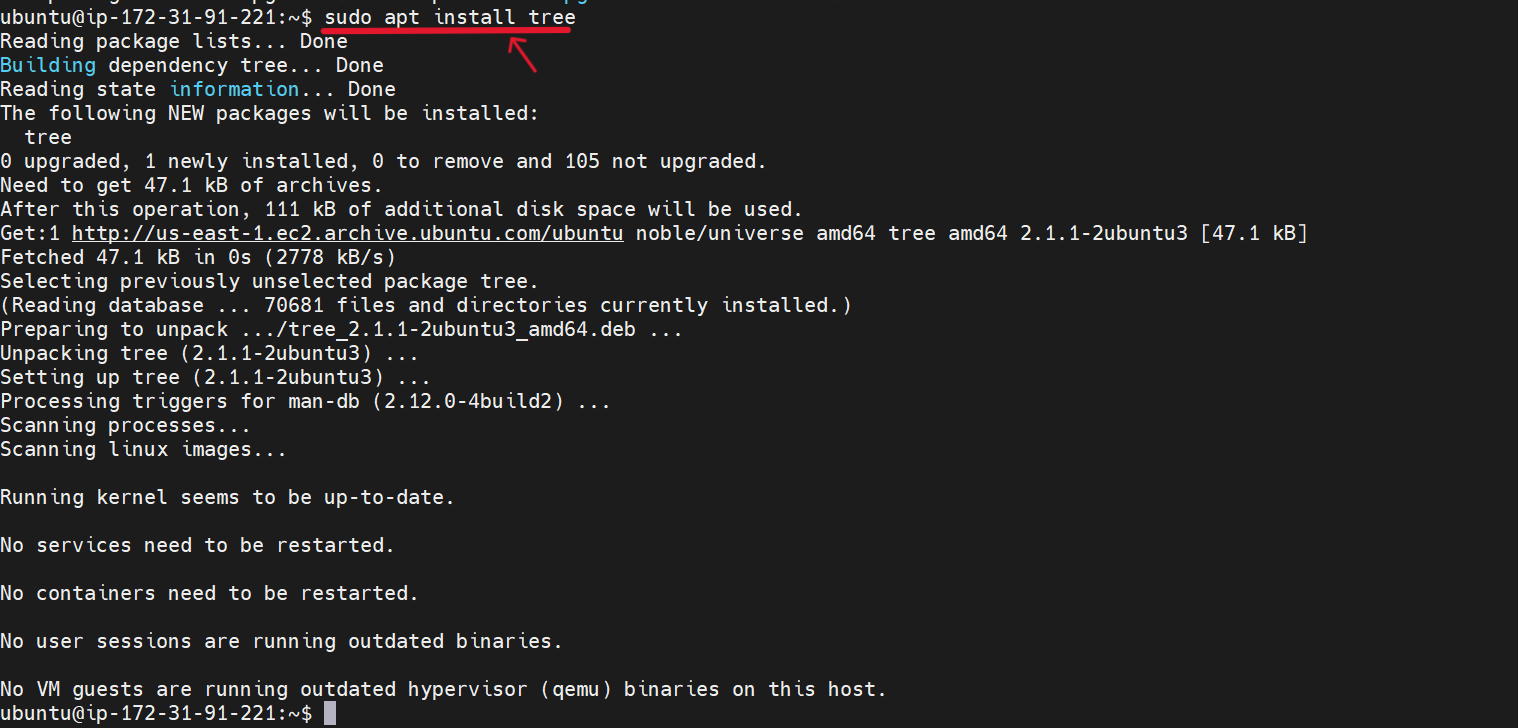 ubuntu@ip-172-31-91-221:~$ sudo apt install tree
Reading package lists... Done
Building dependency tree... Done
Reading state information... Done
The following NEW packages will be installed:
  tree
0 upgraded, 1 newly installed, 0 to remove and 105 not upgraded.
Need to get 47.1 kB of archives.
After this operation, 111 kB of additional disk space will be used.
Get:1 http://us-east-1.ec2.archive.ubuntu.com/ubuntu noble/universe amd64 tree amd64 2.1.1-2ubuntu3 [47.1 kB]
Fetched 47.1 kB in 0s (2778 kB/s)
Selecting previously unselected package tree.
(Reading database ... 70681 files and directories currently installed.)
Preparing to unpack .../tree_2.1.1-2ubuntu3_amd64.deb ...
Unpacking tree (2.1.1-2ubuntu3) ...
Setting up tree (2.1.1-2ubuntu3) ...
Processing triggers for man-db (2.12.0-4build2) ...
Scanning processes...
Scanning linux images...
Running kernel seems to be up-to-date.
No services need to be restarted.
No containers need to be restarted.
No user sessions are running outdated binaries.
No VM guests are running outdated hypervisor (qemu) binaries on this host.
ubuntu@ip-172-31-91-221:~$